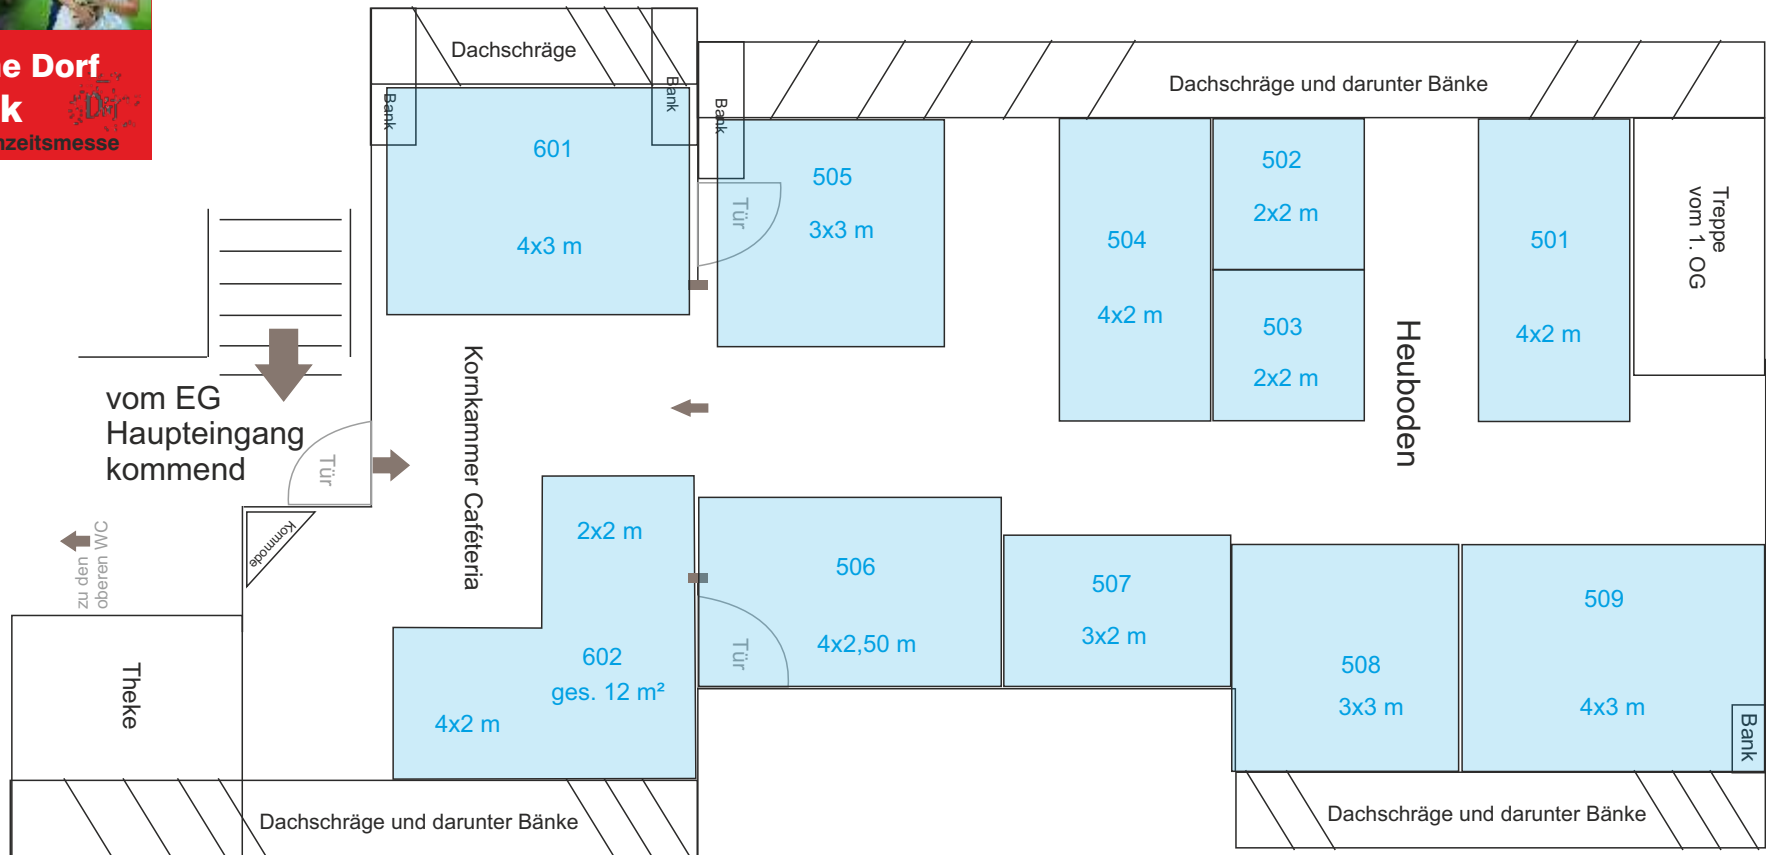 e Dorf
k
nzeitsmesse
Dachschräge
Dachschräge und darunter Bänke
Bank
Bank
Bank
601
4x3 m
505
3x3 m
Tür
504
4x2 m
502
2x2 m
503
2x2 m
501
4x2 m
Treppe
vom 1. OG
Heuboden
Kornkammer Caféteria
vom EG
Haupteingang
kommend
Tür
Kommode
zu den
oberen WC
Theke
2x2 m
602
ges. 12 m²
4x2 m
506
4x2,50 m
Tür
507
3x2 m
508
3x3 m
509
4x3 m
Bank
Dachschräge und darunter Bänke
Dachschräge und darunter Bänke